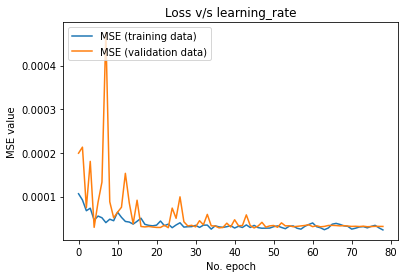 Loss v/s learning_rate
MSE (training data)
MSE (validation data)
0.0004
0.0003
0.0002
0.0001
MSE value
0 10 20 30 40 50 60 70 80
No. epoch